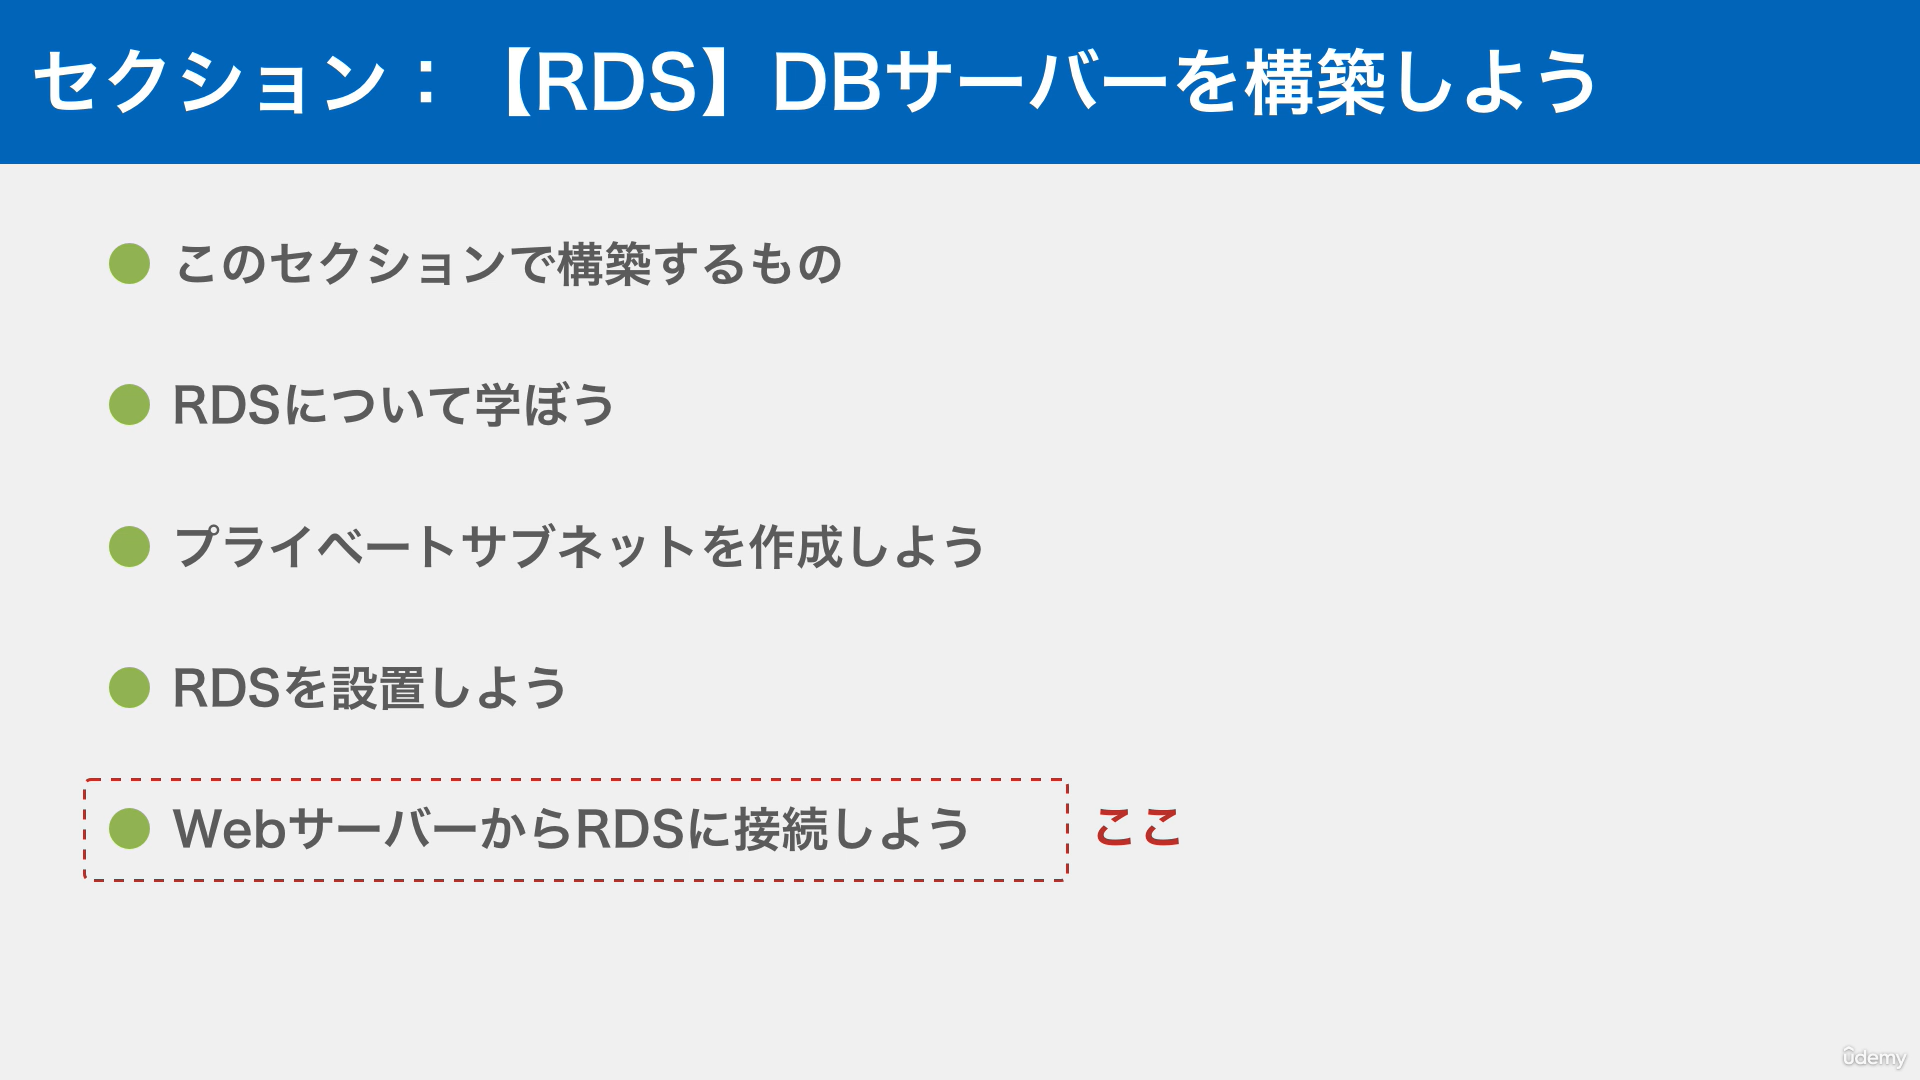 セクション：【RDS】DBサーバーを構築しよう
このセクションで構築するもの
RDSについて学ぼう
プライベートサブネットを作成しよう
RDSを設置しよう
WebサーバーからRDSに接続しよう
ここ
ûdemy